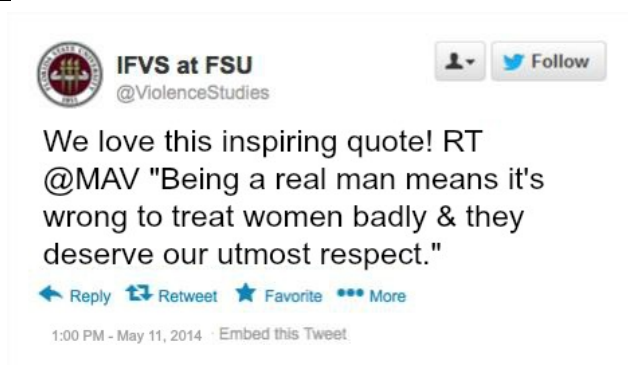 IFVS at FSU
@ViolenceStudies
Follow
We love this inspiring quote! RT
@MAV "Being a real man means it's
wrong to treat women badly & they
deserve our utmost respect."
Reply Retweet Favorite More
1:00 PM - May 11, 2014 · Embed this Tweet